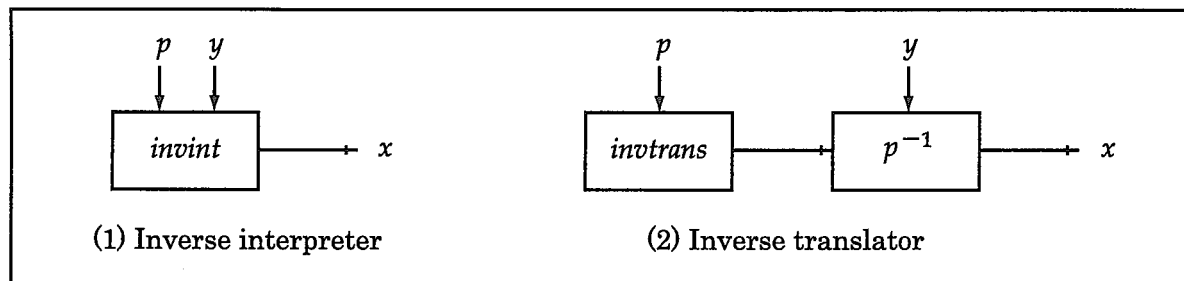 p y
invint
x
(1) Inverse interpreter
p
y
invtrans
p⁻¹
x
(2) Inverse translator